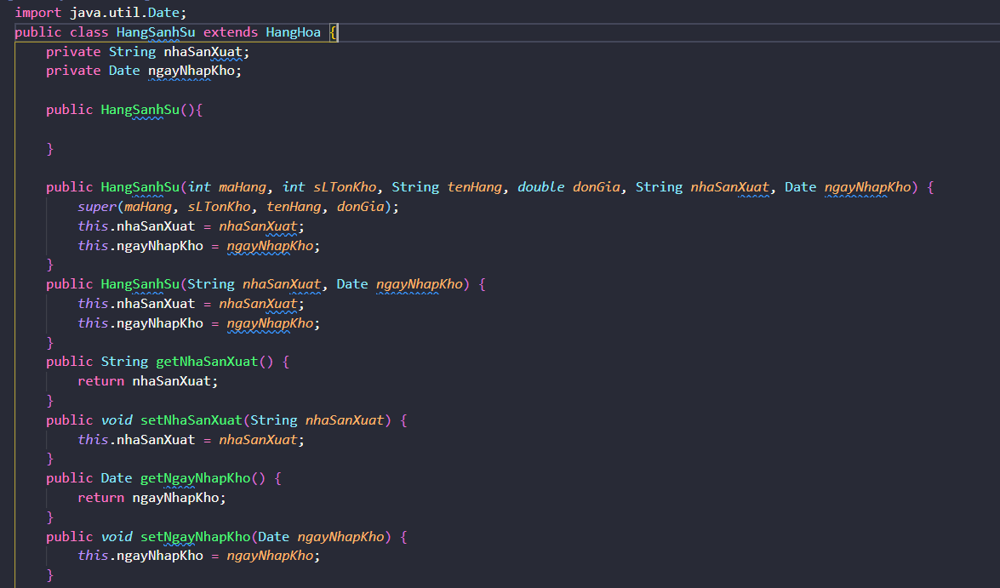 import java.util.Date;
public class HangSanhSu extends HangHoa {
    private String nhaSanXuat;
    private Date ngayNhapKho;

    public HangSanhSu(){

    }

    public HangSanhSu(int maHang, int sLTonKho, String tenHang, double donGia, String nhaSanXuat, Date ngayNhapKho) {
        super(maHang, sLTonKho, tenHang, donGia);
        this.nhaSanXuat = nhaSanXuat;
        this.ngayNhapKho = ngayNhapKho;
    }
    public HangSanhSu(String nhaSanXuat, Date ngayNhapKho) {
        this.nhaSanXuat = nhaSanXuat;
        this.ngayNhapKho = ngayNhapKho;
    }
    public String getNhaSanXuat() {
        return nhaSanXuat;
    }
    public void setNhaSanXuat(String nhaSanXuat) {
        this.nhaSanXuat = nhaSanXuat;
    }
    public Date getNgayNhapKho() {
        return ngayNhapKho;
    }
    public void setNgayNhapKho(Date ngayNhapKho) {
        this.ngayNhapKho = ngayNhapKho;
    }